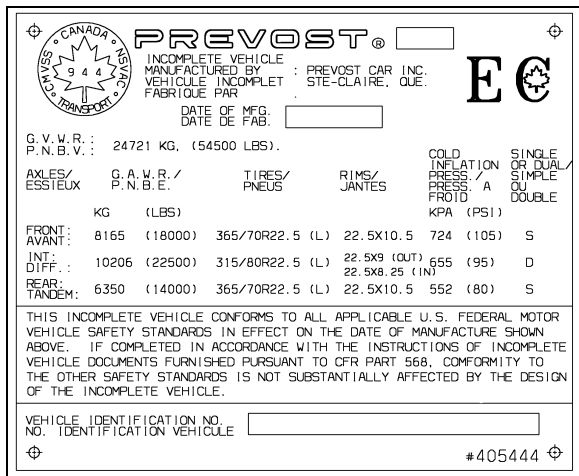 CANADA
CMVSS NSVAC
944
TRANSPORT
PREVOST ®
INCOMPLETE VEHICLE
MANUFACTURED BY : PREVOST CAR INC.
VEHICULE INCOMPLET STE-CLAIRE, QUE.
FABRIQUE PAR .
EC
DATE OF MFG.
DATE DE FAB.
G.V.W.R. :
P.N.B.V. : 24721 KG, (54500 LBS).
AXLES/ G.A.W.R./ TIRES/ RIMS/ COLD INFLATION PRESS./ SINGLE OR DUAL/
ESSIEUX P.N.B.E. PNEUS JANTES PRESS. A FROID SIMPLE OU DOUBLE
KG (LBS) KPA (PSI)
FRONT:
AVANT: 8165 (18000) 365/70R22.5 (L) 22.5X10.5 724 (105) S
INT: 22.5X9 (OUT)
DIFF.: 10206 (22500) 315/80R22.5 (L) 22.5X8.25 (IN) 655 (95) D
REAR:
TANDEM: 6350 (14000) 365/70R22.5 (L) 22.5X10.5 552 (80) S
THIS INCOMPLETE VEHICLE CONFORMS TO ALL APPLICABLE U.S. FEDERAL MOTOR
VEHICLE SAFETY STANDARDS IN EFFECT ON THE DATE OF MANUFACTURE SHOWN
ABOVE. IF COMPLETED IN ACCORDANCE WITH THE INSTRUCTIONS OF INCOMPLETE
VEHICLE DOCUMENTS FURNISHED PURSUANT TO CFR PART 568, COMFORMITY TO
THE OTHER SAFETY STANDARDS IS NOT SUBSTANTIALLY AFFECTED BY THE DESIGN
OF THE INCOMPLETE VEHICLE.
VEHICLE IDENTIFICATION NO.
NO. IDENTIFICATION VEHICULE
#405444